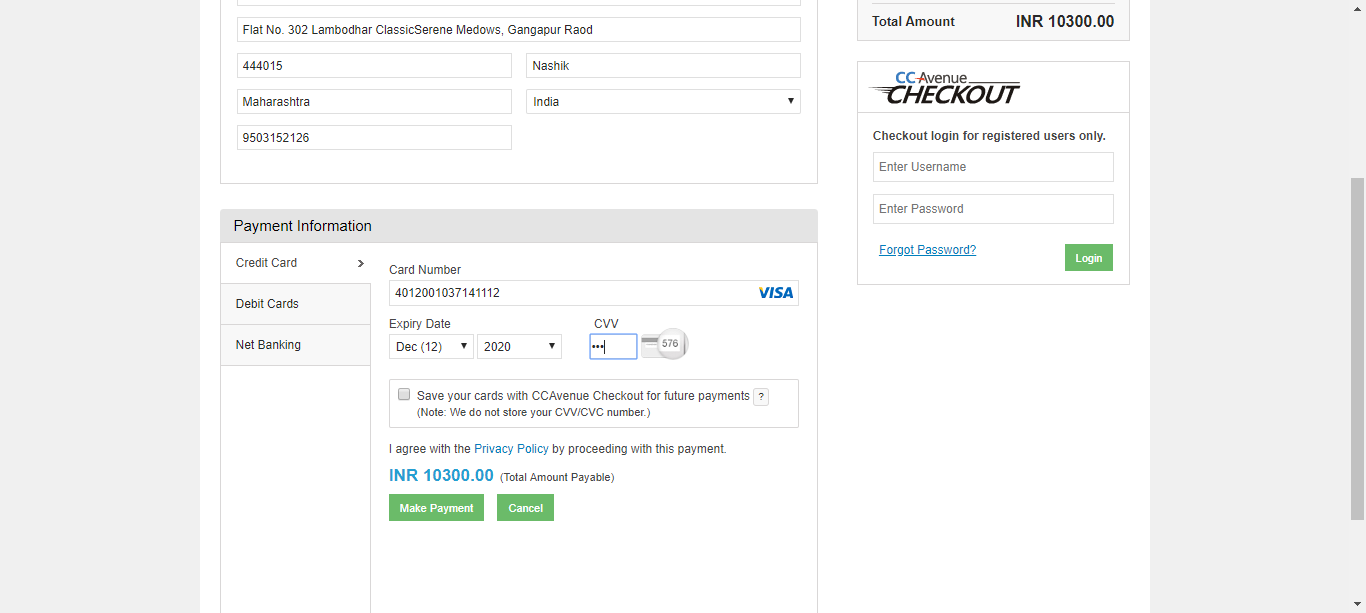 Flat No. 302 Lambodhar ClassicSerene Medows, Gangapur Raod
444015
Nashik
Maharashtra
India
9503152126
Payment Information
Credit Card
Debit Cards
Net Banking
Card Number
4012001037141112
VISA
Expiry Date
CVV
Dec (12)
2020
•••
576
Save your cards with CCAvenue Checkout for future payments ?
(Note: We do not store your CVV/CVC number.)
I agree with the Privacy Policy by proceeding with this payment.
INR 10300.00 (Total Amount Payable)
Make Payment
Cancel
Total Amount INR 10300.00
CCAvenue
CHECKOUT
Checkout login for registered users only.
Enter Username
Enter Password
Forgot Password?
Login